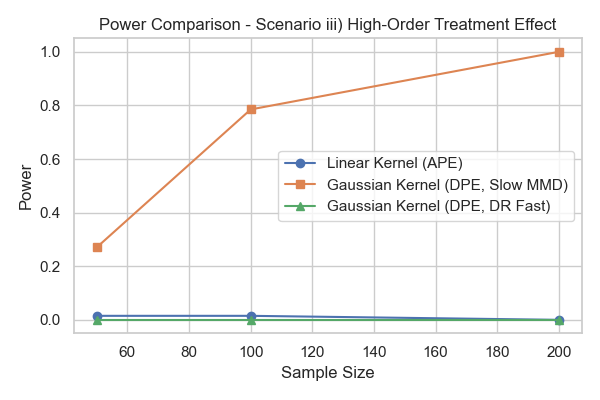 Power Comparison - Scenario iii) High-Order Treatment Effect
1.0
0.8
0.6
0.4
0.2
0.0
Power
Linear Kernel (APE)
Gaussian Kernel (DPE, Slow MMD)
Gaussian Kernel (DPE, DR Fast)
60 80 100 120 140 160 180 200
Sample Size